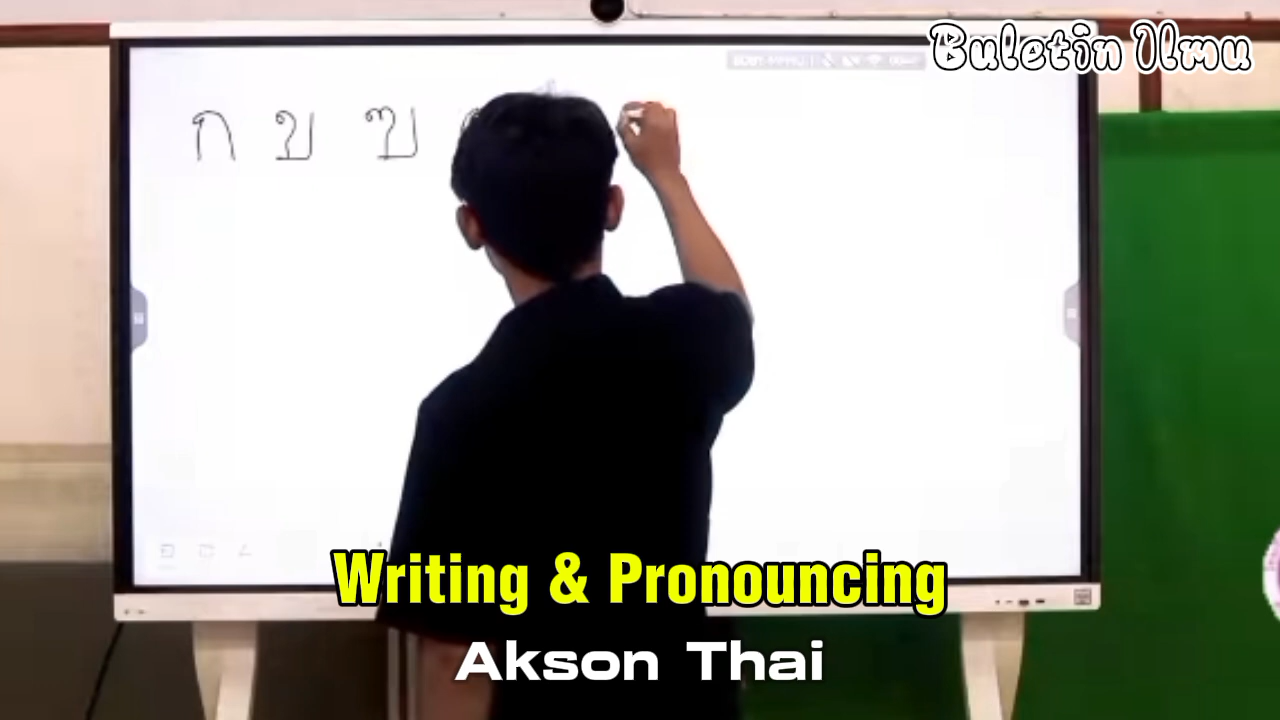 Buletin Ilmu
ก ข ฃ
Writing & Pronouncing
Akson Thai